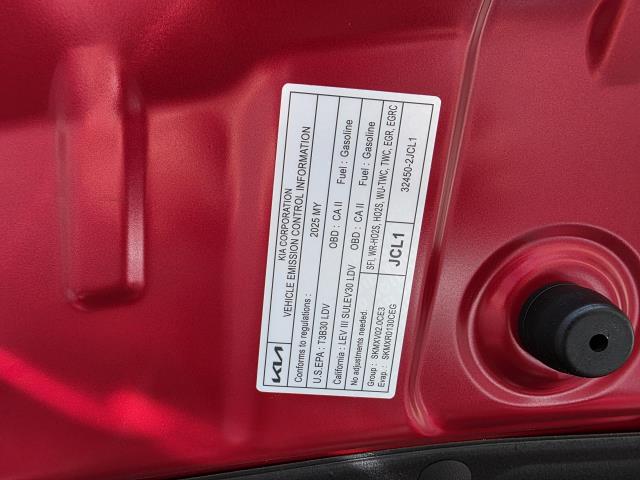 KIA
KIA CORPORATION
VEHICLE EMISSION CONTROL INFORMATION
Conforms to regulations : 2025 MY
U.S.EPA : T3B30 LDV OBD : CA II Fuel : Gasoline
California : LEV III SULEV30 LDV OBD : CA II Fuel : Gasoline
No adjustments needed. SFI, WR-HO2S, HO2S, WU-TWC, TWC, EGR, EGRC
Group : SKMXV02.0CE3
Evap. : SKMXR0130CEG
JCL1
32450-2JCL1